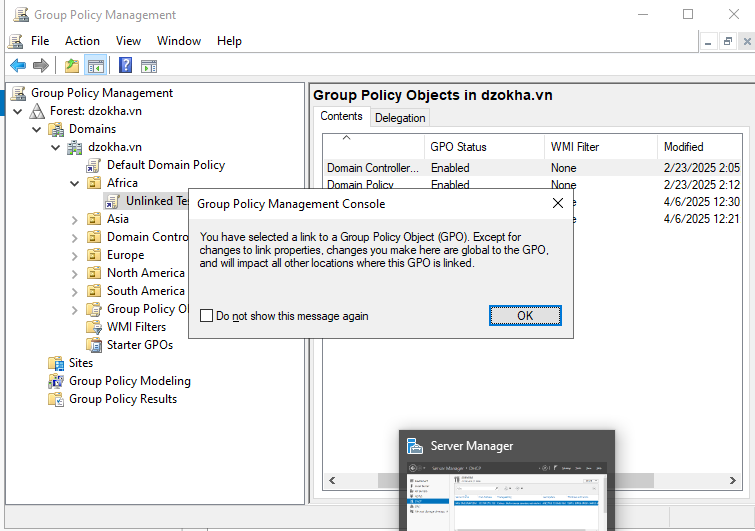 Group Policy Management
File Action View Window Help
Group Policy Management
Forest: dzokha.vn
Domains
dzokha.vn
Default Domain Policy
Africa
Unlinked Tes
Asia
Domain Contro
Europe
North America
South America
Group Policy Ob
WMI Filters
Starter GPOs
Sites
Group Policy Modeling
Group Policy Results
Group Policy Objects in dzokha.vn
Contents Delegation
GPO Status WMI Filter Modified
Domain Controller... Enabled None 2/23/2025 2:05
Domain Policy Enabled None 2/23/2025 2:12
4/6/2025 12:30
4/6/2025 12:21
Group Policy Management Console
You have selected a link to a Group Policy Object (GPO). Except for
changes to link properties, changes you make here are global to the GPO,
and will impact all other locations where this GPO is linked.
Do not show this message again
OK
Server Manager
Server Manager • DHCP